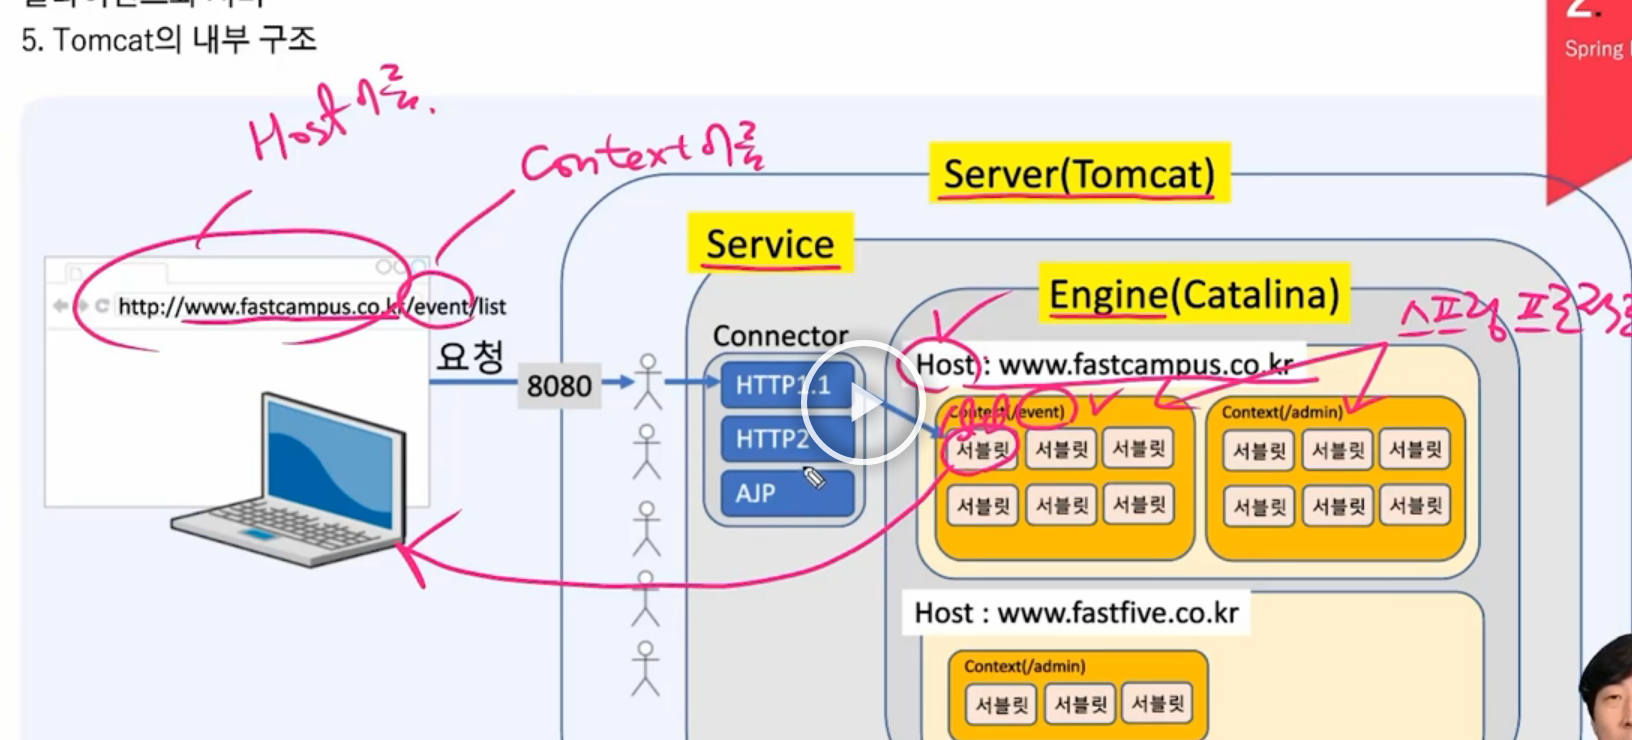 5. Tomcat의 내부 구조
2.
Spring
Host 이름.
Context 이름
Server(Tomcat)
Service
Engine(Catalina)
http://www.fastcampus.co.kr/event/list
스프링
요청
8080
Connector
HTTP1.1
HTTP2
AJP
Host : www.fastcampus.co.kr
Context(/event)
서블릿 서블릿 서블릿
서블릿 서블릿 서블릿
Context(/admin)
서블릿 서블릿 서블릿
서블릿 서블릿 서블릿
Host : www.fastfive.co.kr
Context(/admin)
서블릿 서블릿 서블릿